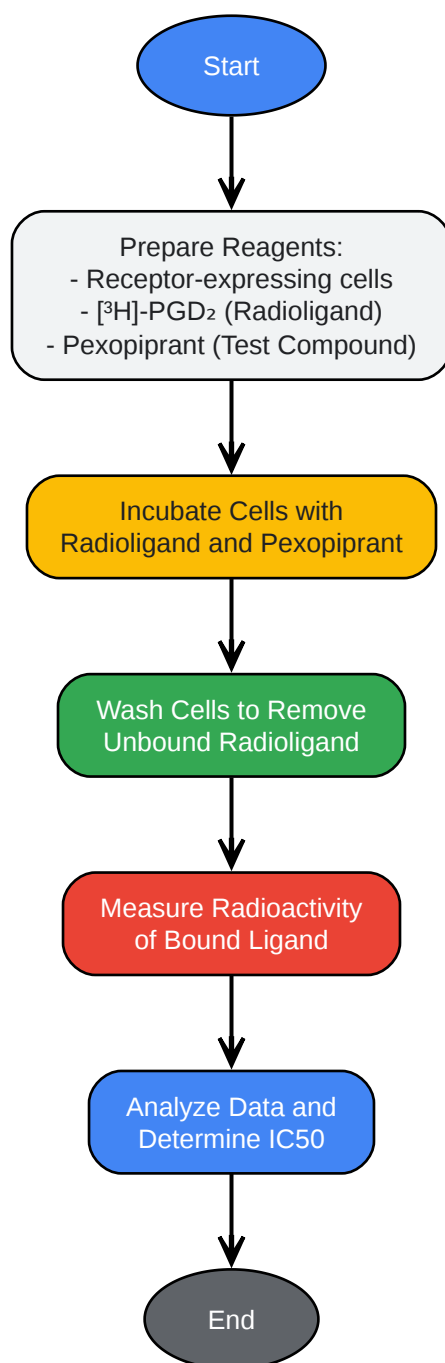 Start
Prepare Reagents:
- Receptor-expressing cells
- [³H]-PGD₂ (Radioligand)
- Pexopiprant (Test Compound)
Incubate Cells with
Radioligand and Pexopiprant
Wash Cells to Remove
Unbound Radioligand
Measure Radioactivity
of Bound Ligand
Analyze Data and
Determine IC50
End